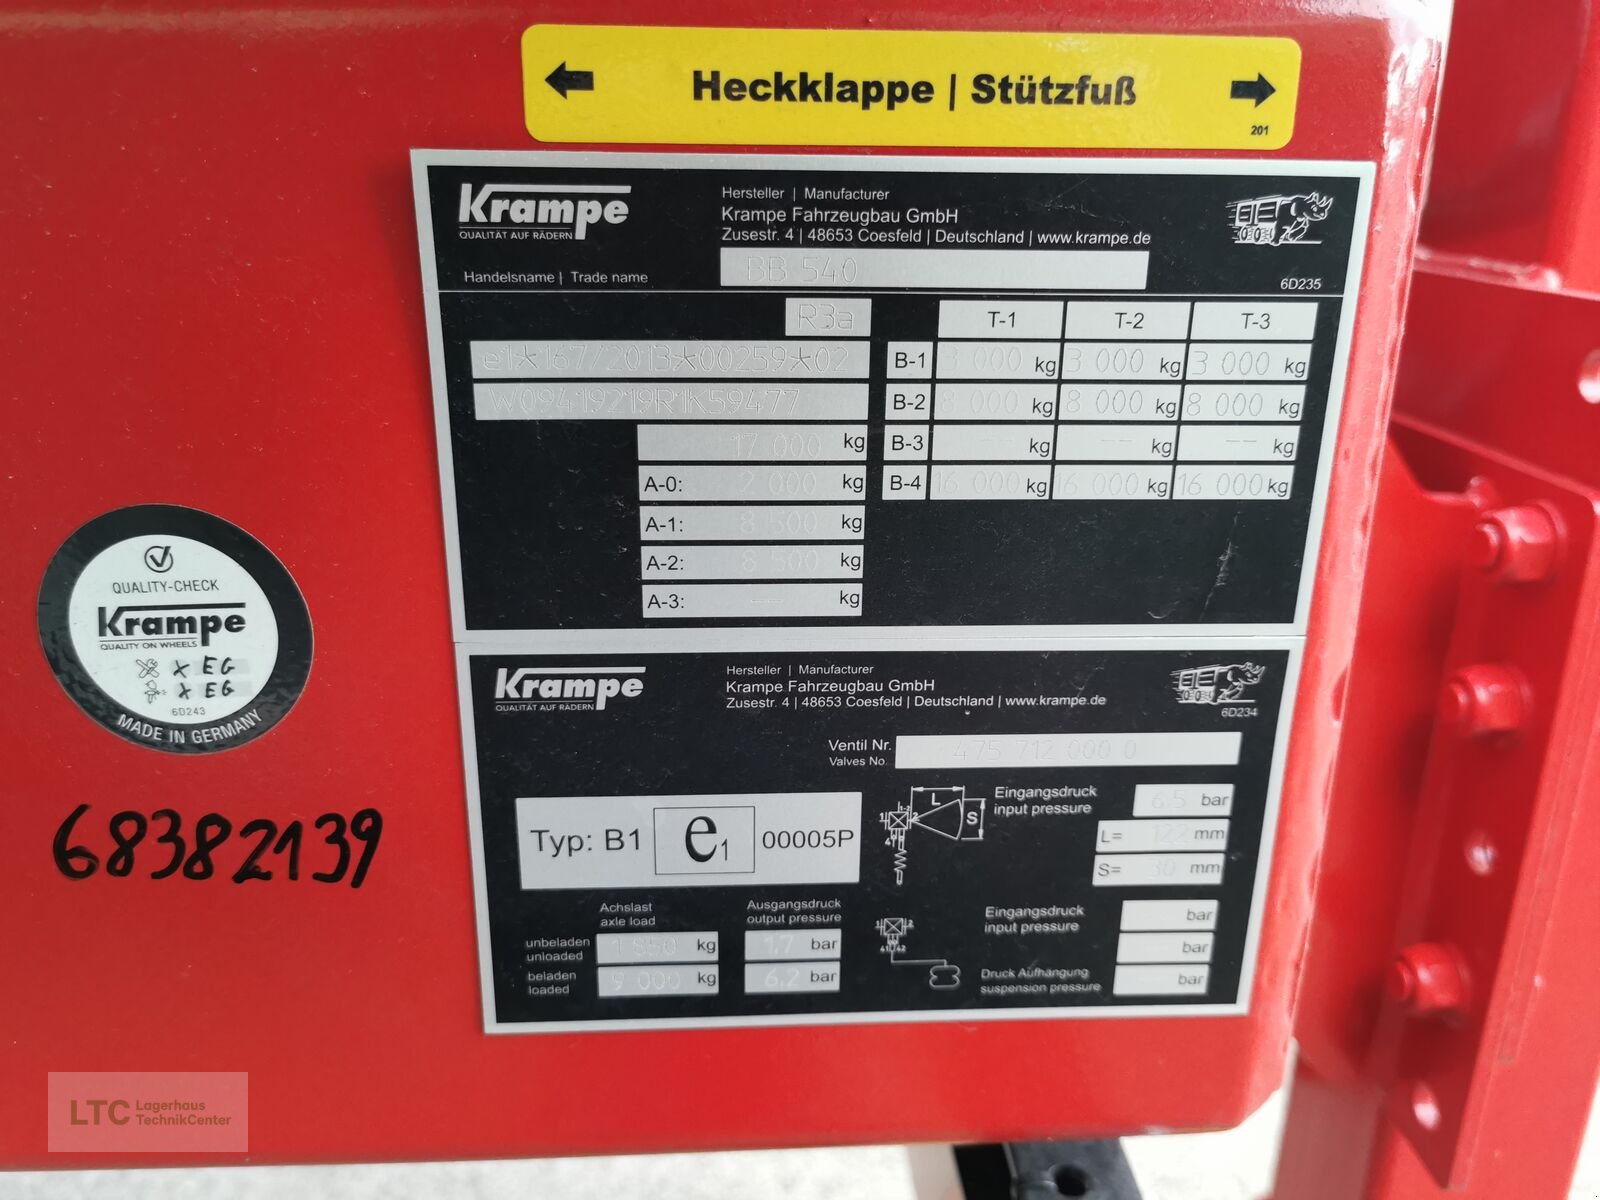 Heckklappe | Stützfuß
201
Krampe
QUALITÄT AUF RÄDERN
Hersteller | Manufacturer
Krampe Fahrzeugbau GmbH
Zusestr. 4 | 48653 Coesfeld | Deutschland | www.krampe.de
Handelsname | Trade name BB 540
6D235
R3a
e1*167/2013*00259*02
W09419219R1K59477
17 000 kg
A-0: 2 000 kg
A-1: 8 500 kg
A-2: 8 500 kg
A-3: -- kg
T-1 T-2 T-3
B-1 3 000 kg 3 000 kg 3 000 kg
B-2 8 000 kg 8 000 kg 8 000 kg
B-3 -- kg -- kg -- kg
B-4 16 000 kg 16 000 kg 16 000 kg
QUALITY-CHECK
Krampe
QUALITY ON WHEELS
X EG
X EG
6D243
MADE IN GERMANY
68382139
Krampe
QUALITÄT AUF RÄDERN
Hersteller | Manufacturer
Krampe Fahrzeugbau GmbH
Zusestr. 4 | 48653 Coesfeld | Deutschland | www.krampe.de
6D234
Ventil Nr. 475 712 000 0
Valves No.
Typ: B1 e1 00005P
Achslast
axle load
Ausgangsdruck
output pressure
unbeladen
unloaded
1 850 kg 1,7 bar
beladen
loaded
9 000 kg 6,2 bar
L
S
1-2
1 2
41
Eingangsdruck
input pressure
6,5 bar
L= 122 mm
S= 30 mm
1 2
41 42
Eingangsdruck
input pressure
bar
bar
Druck Aufhängung
suspension pressure
bar
LTC Lagerhaus
TechnikCenter